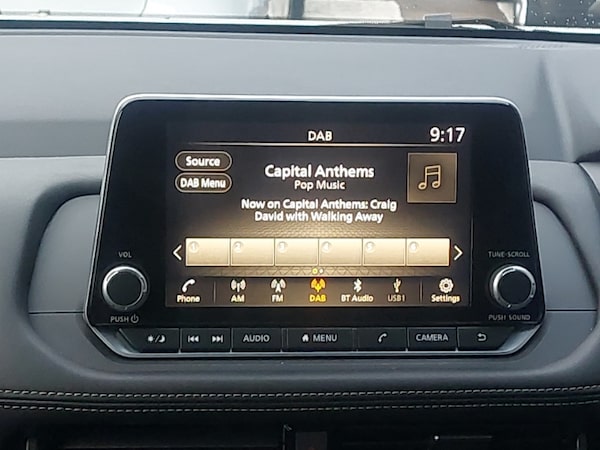 DAB
9:17
Source
DAB Menu
Capital Anthems
Pop Music
Now on Capital Anthems: Craig
David with Walking Away
Phone
AM
FM
DAB
BT Audio
USB1
Settings
VOL
PUSH
TUNE·SCROLL
PUSH SOUND
AUDIO
MENU
CAMERA